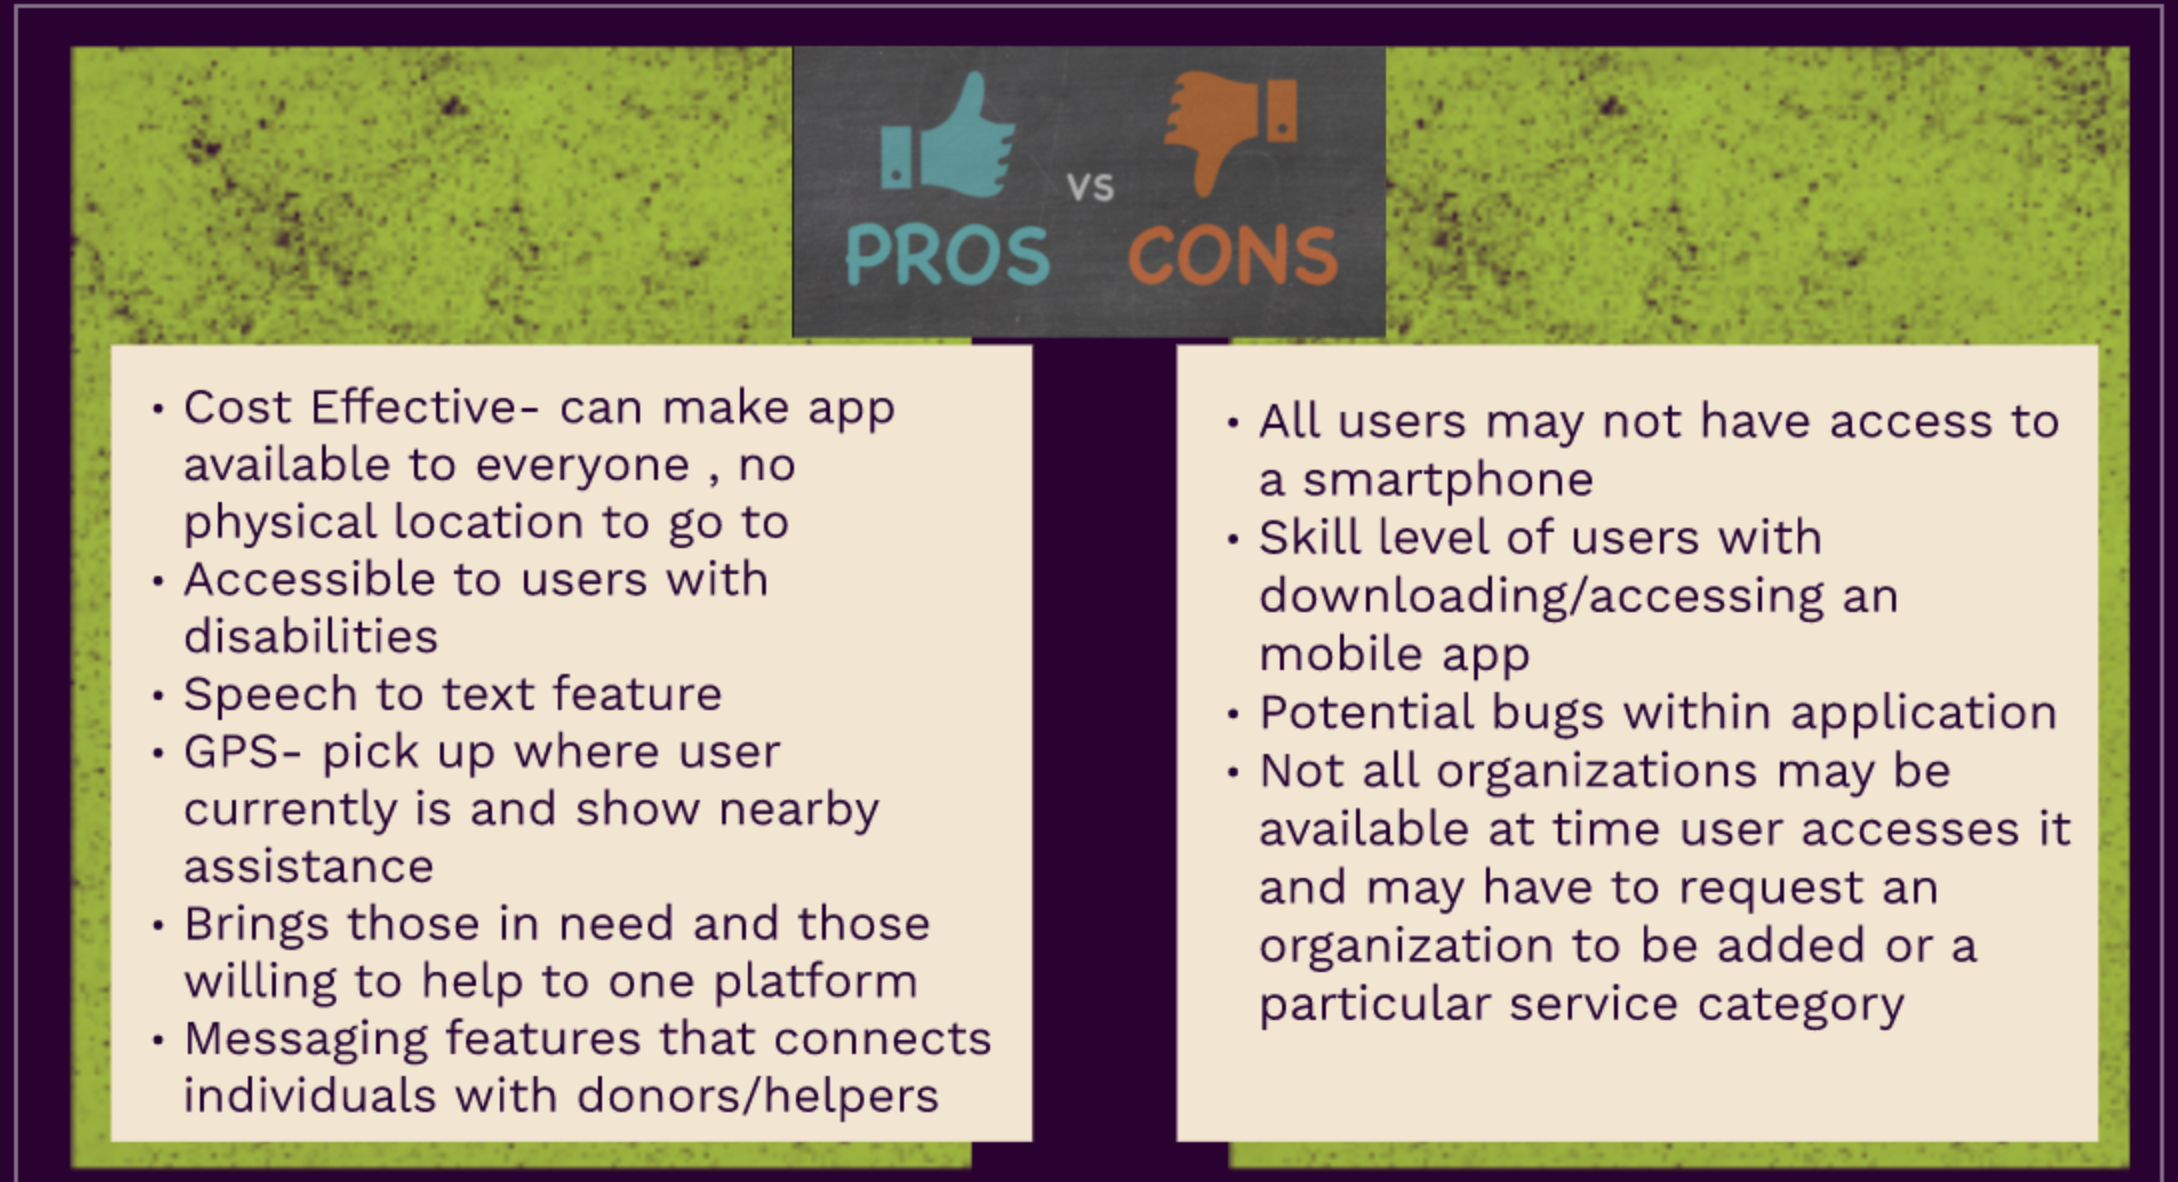 PROS vs CONS
• Cost Effective- can make app
available to everyone , no
physical location to go to
• Accessible to users with
disabilities
• Speech to text feature
• GPS- pick up where user
currently is and show nearby
assistance
• Brings those in need and those
willing to help to one platform
• Messaging features that connects
individuals with donors/helpers
• All users may not have access to
a smartphone
• Skill level of users with
downloading/accessing an
mobile app
• Potential bugs within application
• Not all organizations may be
available at time user accesses it
and may have to request an
organization to be added or a
particular service category